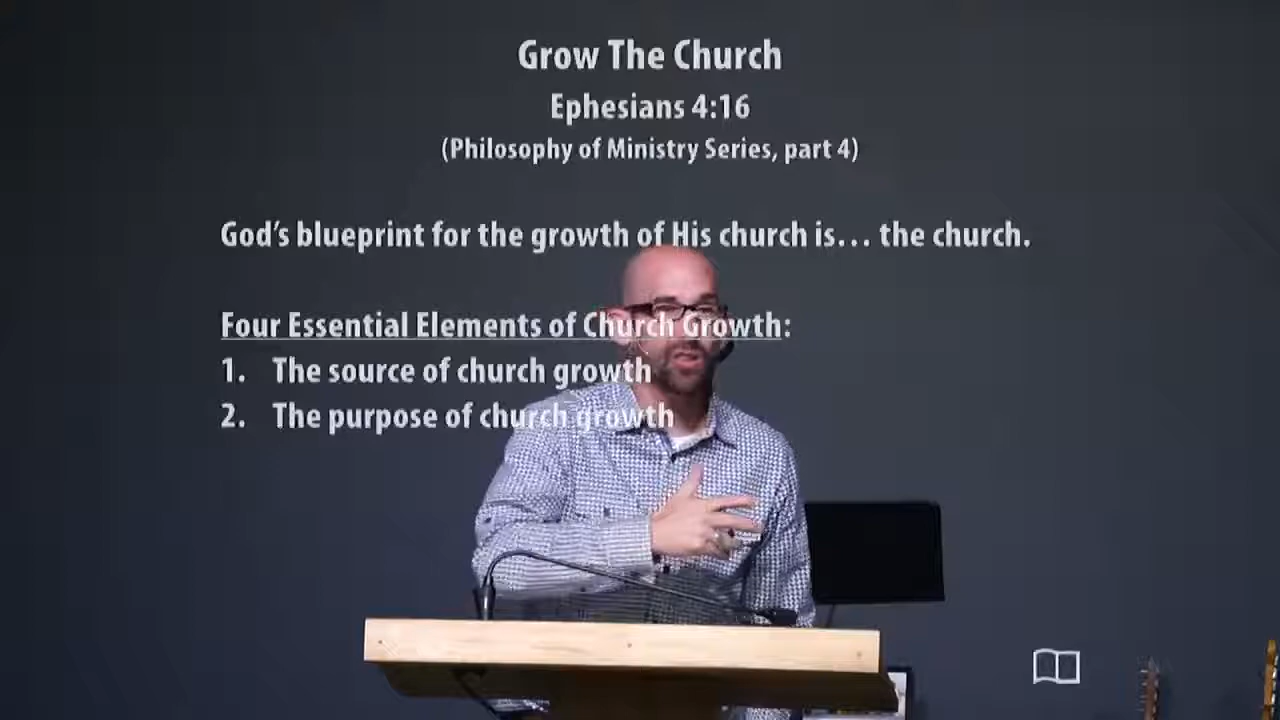 Grow The Church
Ephesians 4:16
(Philosophy of Ministry Series, part 4)
God's blueprint for the growth of His church is… the church.
Four Essential Elements of Church Growth:
1. The source of church growth
2. The purpose of church growth